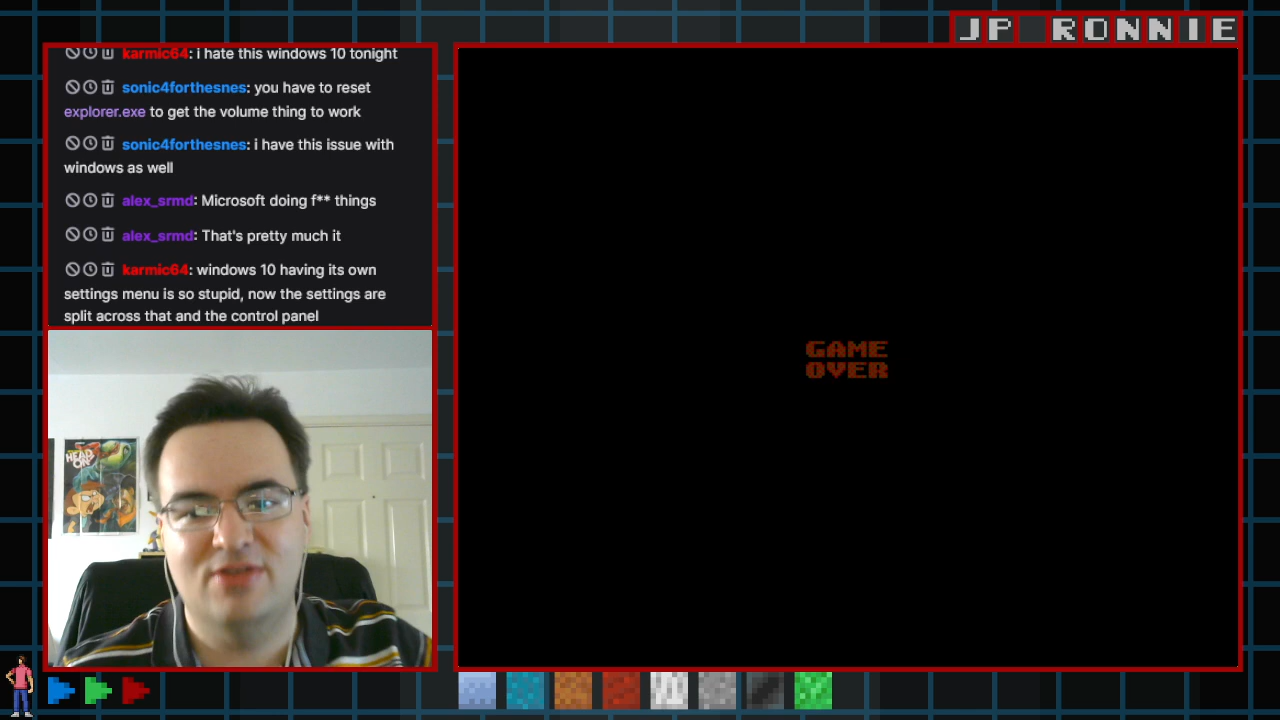 JP RONNIE
karmic64: i hate this windows 10 tonight
sonic4forthesnes: you have to reset
explorer.exe to get the volume thing to work
sonic4forthesnes: i have this issue with
windows as well
alex_srmd: Microsoft doing f** things
alex_srmd: That's pretty much it
karmic64: windows 10 having its own
settings menu is so stupid, now the settings are
split across that and the control panel
GAME
OVER
HEAD
ON